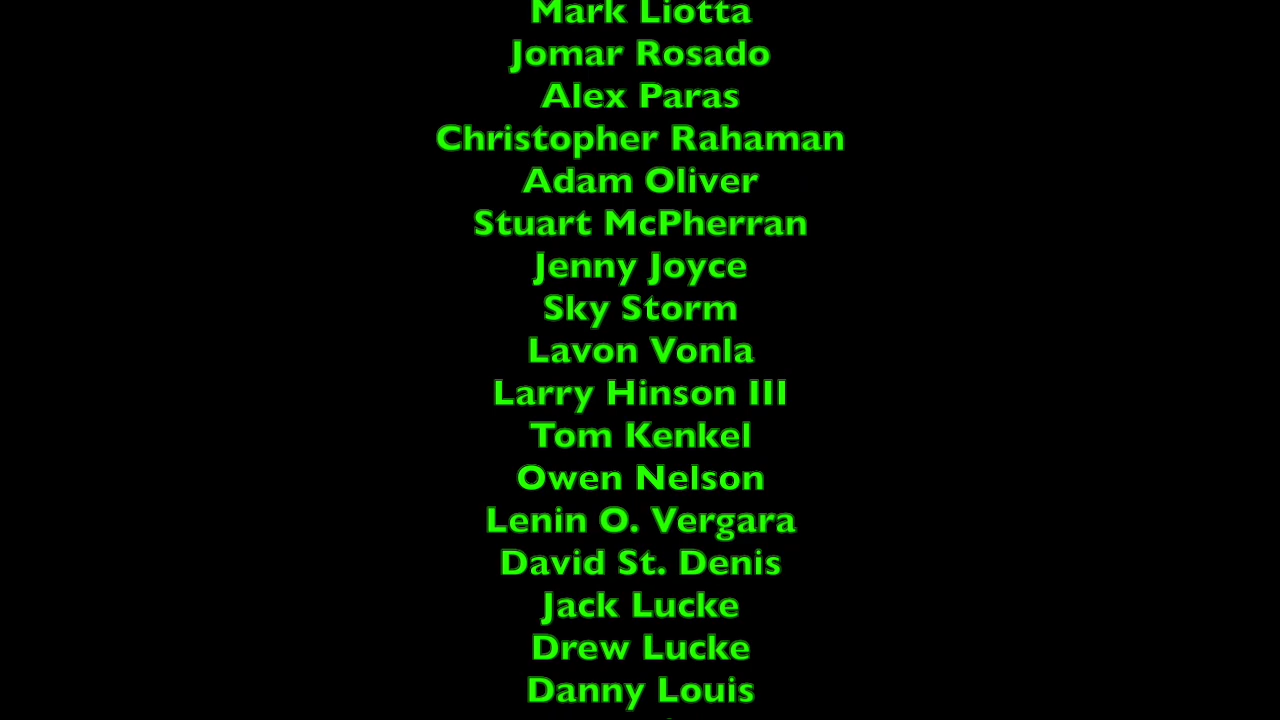 Mark Liotta
Jomar Rosado
Alex Paras
Christopher Rahaman
Adam Oliver
Stuart McPherran
Jenny Joyce
Sky Storm
Lavon Vonla
Larry Hinson III
Tom Kenkel
Owen Nelson
Lenin O. Vergara
David St. Denis
Jack Lucke
Drew Lucke
Danny Louis